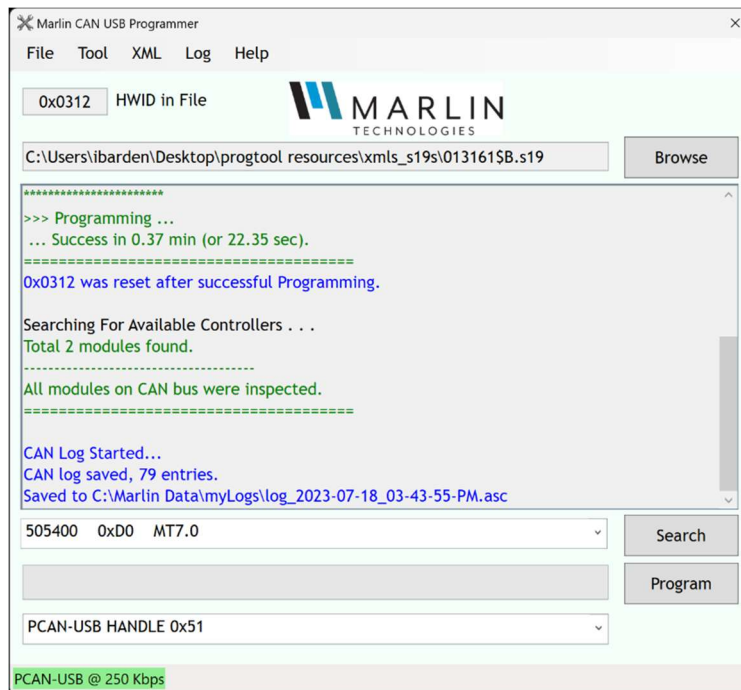 Marlin CAN USB Programmer
File Tool XML Log Help
0x0312 HWID in File
MARLIN
TECHNOLOGIES
C:\Users\ibarden\Desktop\progtool resources\xmls_s19s\013161$B.s19
Browse
***********************
>>> Programming ...
... Success in 0.37 min (or 22.35 sec).
======================================
0x0312 was reset after successful Programming.
Searching For Available Controllers . . .
Total 2 modules found.
--------------------------------------
All modules on CAN bus were inspected.
======================================
CAN Log Started...
CAN log saved, 79 entries.
Saved to C:\Marlin Data\myLogs\log_2023-07-18_03-43-55-PM.asc
505400 0xD0 MT7.0
Search
Program
PCAN-USB HANDLE 0x51
PCAN-USB @ 250 Kbps